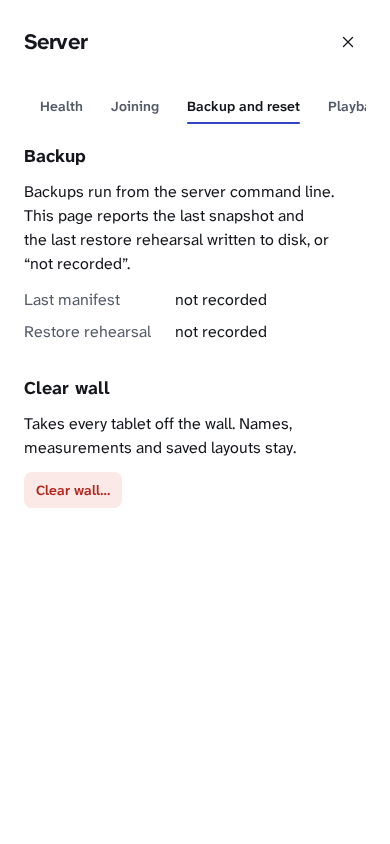 Server
Health Joining Backup and reset Playba
Backup
Backups run from the server command line.
This page reports the last snapshot and
the last restore rehearsal written to disk, or
“not recorded”.
Last manifest not recorded
Restore rehearsal not recorded
Clear wall
Takes every tablet off the wall. Names,
measurements and saved layouts stay.
Clear wall...